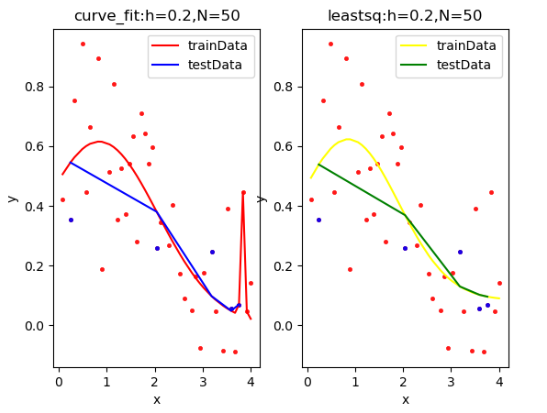 curve_fit:h=0.2,N=50
leastsq:h=0.2,N=50
trainData
testData
trainData
testData
0.8
0.6
0.4
0.2
0.0
y
0.8
0.6
0.4
0.2
0.0
y
0 1 2 3 4
0 1 2 3 4
x
x